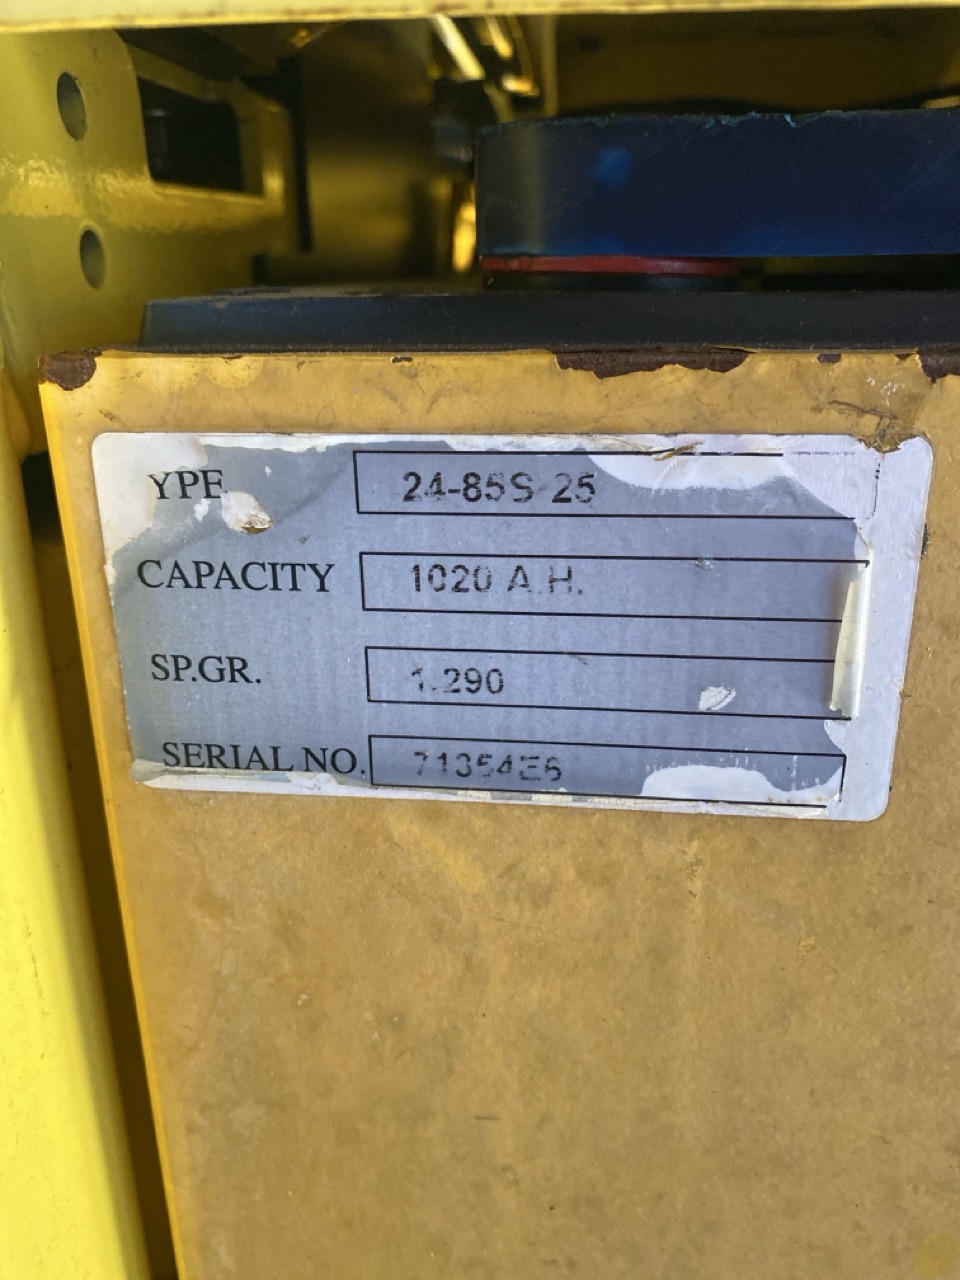 YPE 24-85S 25
CAPACITY 1020 A.H.
SP.GR. 1.290
SERIAL NO. 71354E6